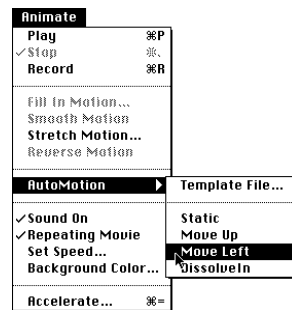 Animate
Play ⌘P
✓Stop ⌘.
Record ⌘R
Fill In Motion...
Smooth Motion
Stretch Motion...
Reverse Motion
AutoMotion ▶
Template File...
✓Sound On
Static
✓Repeating Movie
Move Up
Set Speed...
Move Left
Background Color...
DissolveIn
Accelerate... ⌘=